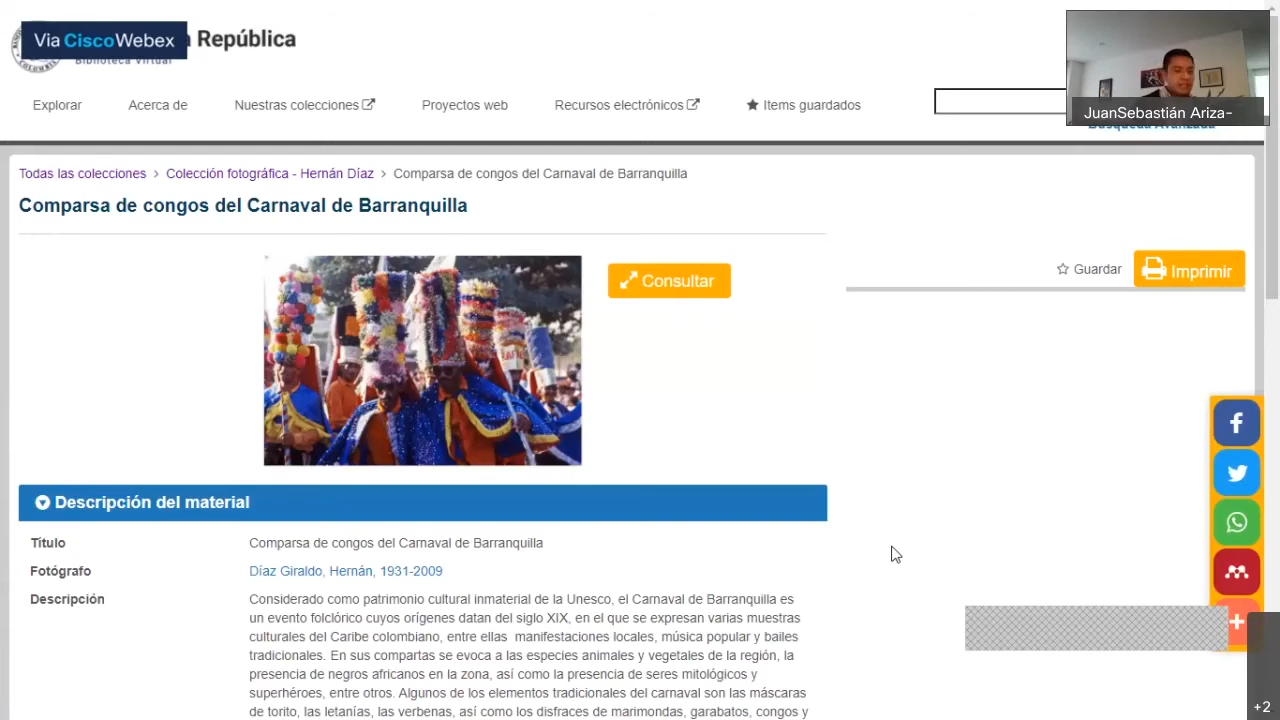 Via CiscoWebex
República
Biblioteca Virtual
COLOMBIA
JuanSebastián Ariza-
Explorar
Acerca de
Nuestras colecciones
Proyectos web
Recursos electrónicos
Items guardados
Búsqueda Avanzada
Todas las colecciones > Colección fotográfica - Hernán Díaz > Comparsa de congos del Carnaval de Barranquilla
Comparsa de congos del Carnaval de Barranquilla
Consultar
Guardar
Imprimir
Descripción del material
Título
Comparsa de congos del Carnaval de Barranquilla
Fotógrafo
Díaz Giraldo, Hernán, 1931-2009
Descripción
Considerado como patrimonio cultural inmaterial de la Unesco, el Carnaval de Barranquilla es
un evento folclórico cuyos orígenes datan del siglo XIX, en el que se expresan varias muestras
culturales del Caribe colombiano, entre ellas manifestaciones locales, música popular y bailes
tradicionales. En sus compartas se evoca a las especies animales y vegetales de la región, la
presencia de negros africanos en la zona, así como la presencia de seres mitológicos y
superhéroes, entre otros. Algunos de los elementos tradicionales del carnaval son las máscaras
de torito, las letanías, las verbenas, así como los disfraces de marimondas, garabatos, congos y
+2